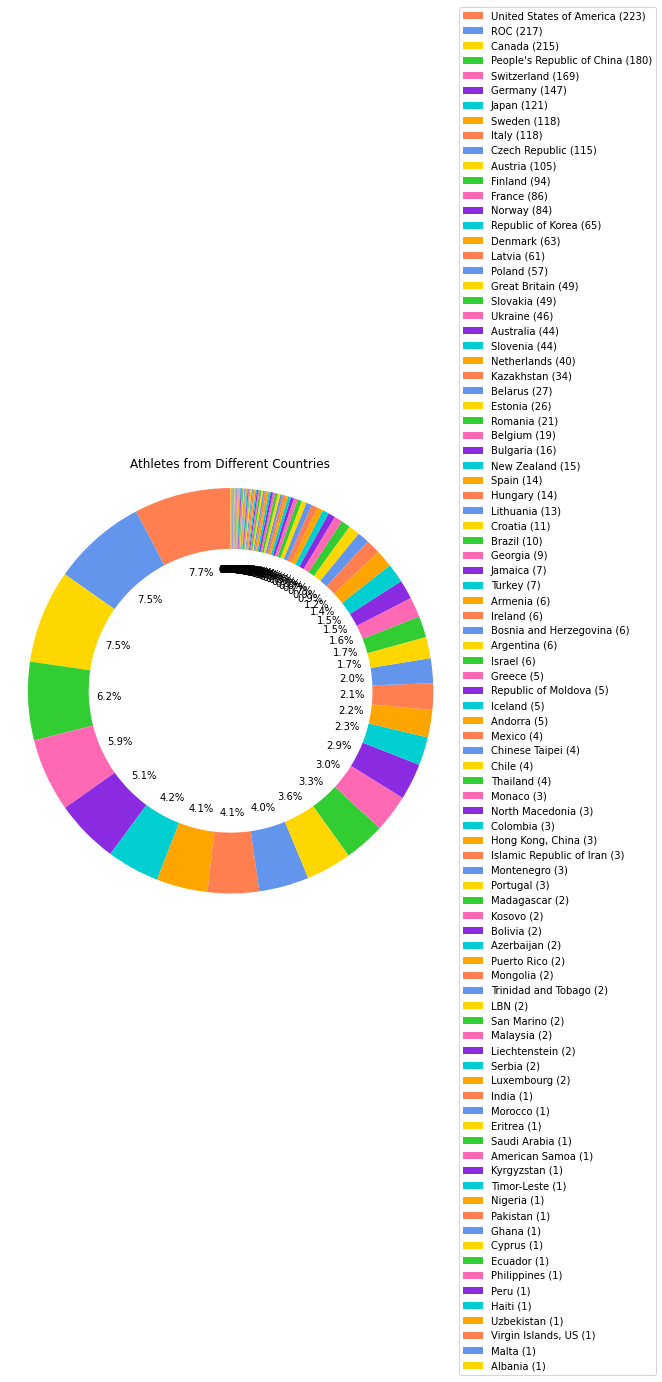 United States of America (223)
ROC (217)
Canada (215)
People's Republic of China (180)
Switzerland (169)
Germany (147)
Japan (121)
Sweden (118)
Italy (118)
Czech Republic (115)
Austria (105)
Finland (94)
France (86)
Norway (84)
Republic of Korea (65)
Denmark (63)
Latvia (61)
Poland (57)
Great Britain (49)
Slovakia (49)
Ukraine (46)
Australia (44)
Slovenia (44)
Netherlands (40)
Kazakhstan (34)
Belarus (27)
Estonia (26)
Romania (21)
Belgium (19)
Bulgaria (16)
New Zealand (15)
Spain (14)
Hungary (14)
Lithuania (13)
Croatia (11)
Brazil (10)
Georgia (9)
Jamaica (7)
Turkey (7)
Armenia (6)
Ireland (6)
Bosnia and Herzegovina (6)
Argentina (6)
Israel (6)
Greece (5)
Republic of Moldova (5)
Iceland (5)
Andorra (5)
Mexico (4)
Chinese Taipei (4)
Chile (4)
Thailand (4)
Monaco (3)
North Macedonia (3)
Colombia (3)
Hong Kong, China (3)
Islamic Republic of Iran (3)
Montenegro (3)
Portugal (3)
Madagascar (2)
Kosovo (2)
Bolivia (2)
Azerbaijan (2)
Puerto Rico (2)
Mongolia (2)
Trinidad and Tobago (2)
LBN (2)
San Marino (2)
Malaysia (2)
Liechtenstein (2)
Serbia (2)
Luxembourg (2)
India (1)
Morocco (1)
Eritrea (1)
Saudi Arabia (1)
American Samoa (1)
Kyrgyzstan (1)
Timor-Leste (1)
Nigeria (1)
Pakistan (1)
Ghana (1)
Cyprus (1)
Ecuador (1)
Philippines (1)
Peru (1)
Haiti (1)
Uzbekistan (1)
Virgin Islands, US (1)
Malta (1)
Albania (1)
Athletes from Different Countries
7.7%
7.5%
7.5%
6.2%
5.9%
5.1%
4.2%
4.1%
4.1%
4.0%
3.6%
3.3%
3.0%
2.9%
2.3%
2.2%
2.1%
2.0%
1.7%
1.7%
1.6%
1.5%
1.5%
1.4%
1.2%
0.9%